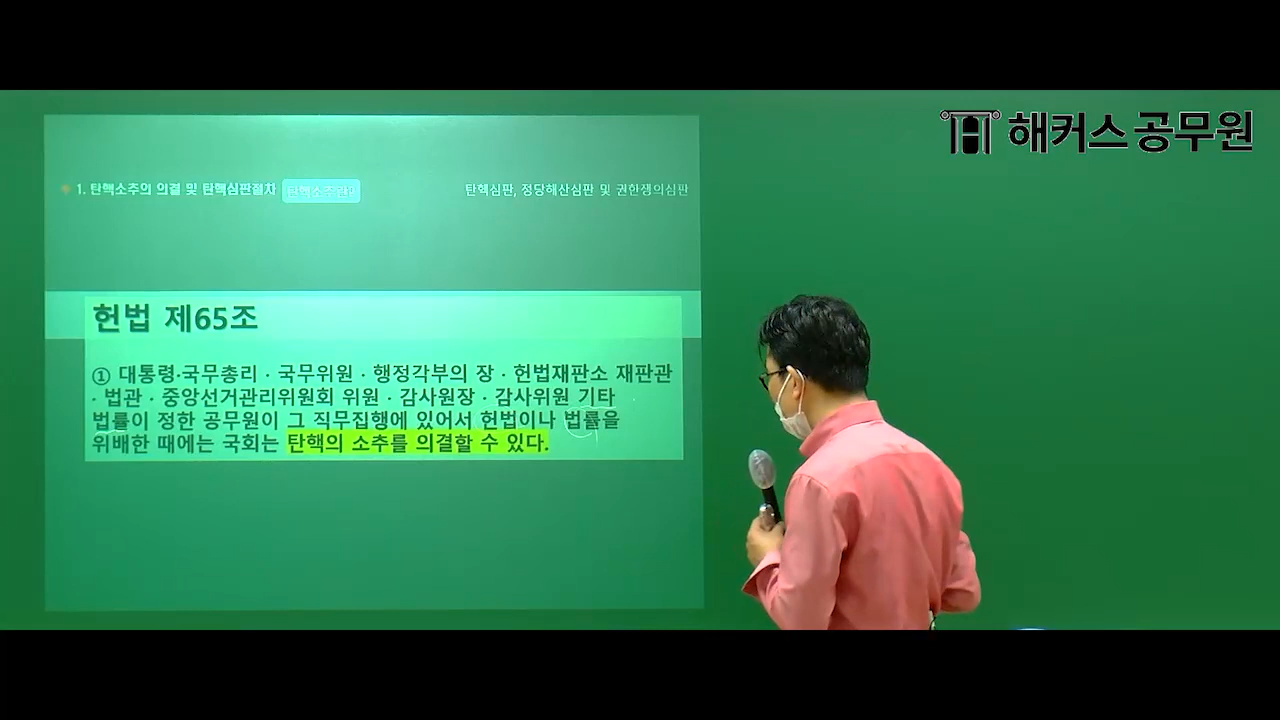 해커스 공무원
1. 탄핵소추의 의결 및 탄핵심판절차 탄핵소추란?
탄핵심판, 정당해산심판 및 권한쟁의심판
헌법 제65조
① 대통령·국무총리 · 국무위원 · 행정각부의 장 · 헌법재판소 재판관
· 법관 · 중앙선거관리위원회 위원 · 감사원장 · 감사위원 기타
법률이 정한 공무원이 그 직무집행에 있어서 헌법이나 법률을
위배한 때에는 국회는 탄핵의 소추를 의결할 수 있다.